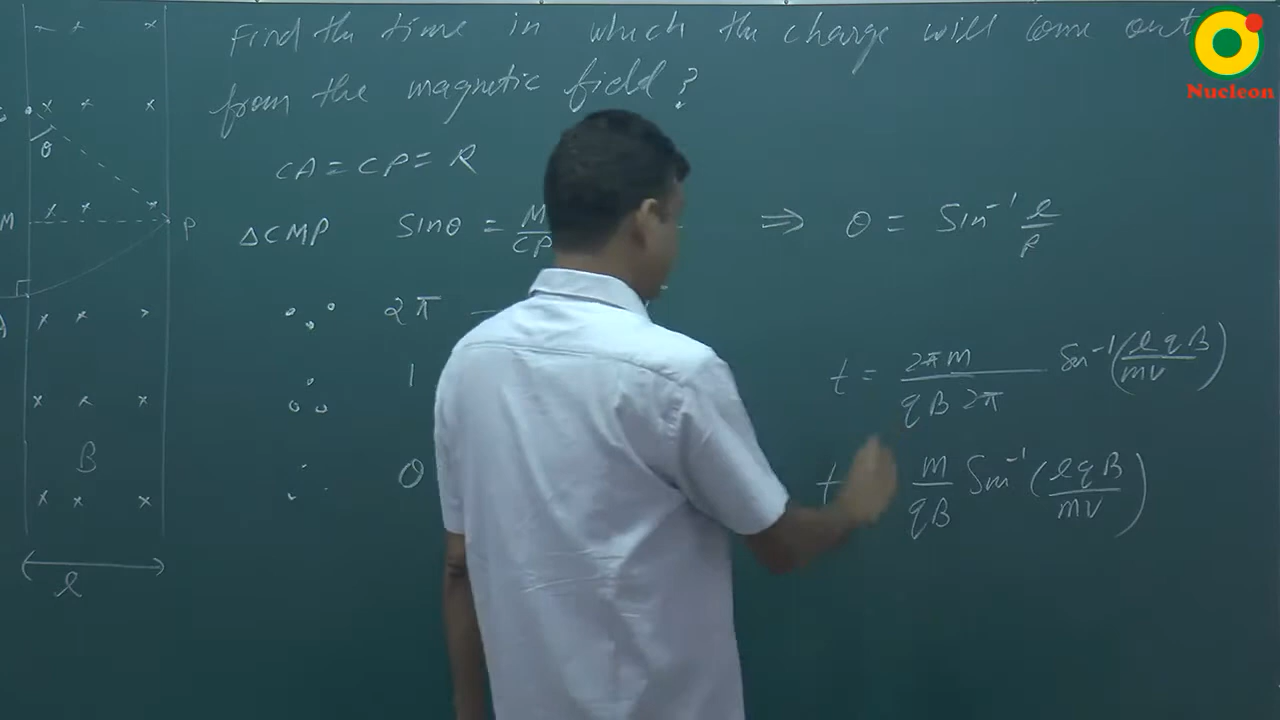 Find the time in which the charge will come out
from the magnetic field?
Nucleon
CA = CP = R
θ
M
P
ΔCMP sinθ = M/CP ⇒ θ = Sin⁻¹ l/R
∴ 2π
A
∵ 1
t = 2πm/qB 2π Sin⁻¹(lqB/mv)
∴ θ
B
t m/qB Sin⁻¹(lqB/mv)
l